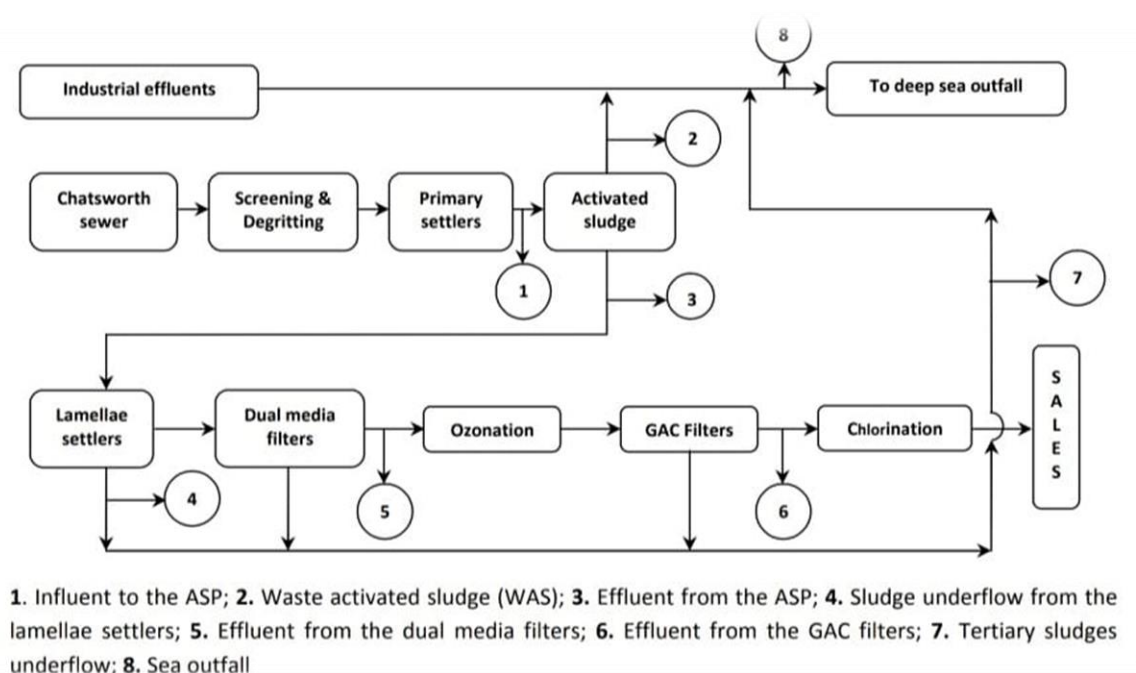 8
Industrial effluents
To deep sea outfall
2
Chatsworth
sewer
Screening &
Degritting
Primary
settlers
Activated
sludge
1
3
7
Lamellae
settlers
Dual media
filters
Ozonation
GAC Filters
Chlorination
S
A
L
E
S
4
5
6
1. Influent to the ASP; 2. Waste activated sludge (WAS); 3. Effluent from the ASP; 4. Sludge underflow from the
lamellae settlers; 5. Effluent from the dual media filters; 6. Effluent from the GAC filters; 7. Tertiary sludges
underflow; 8. Sea outfall